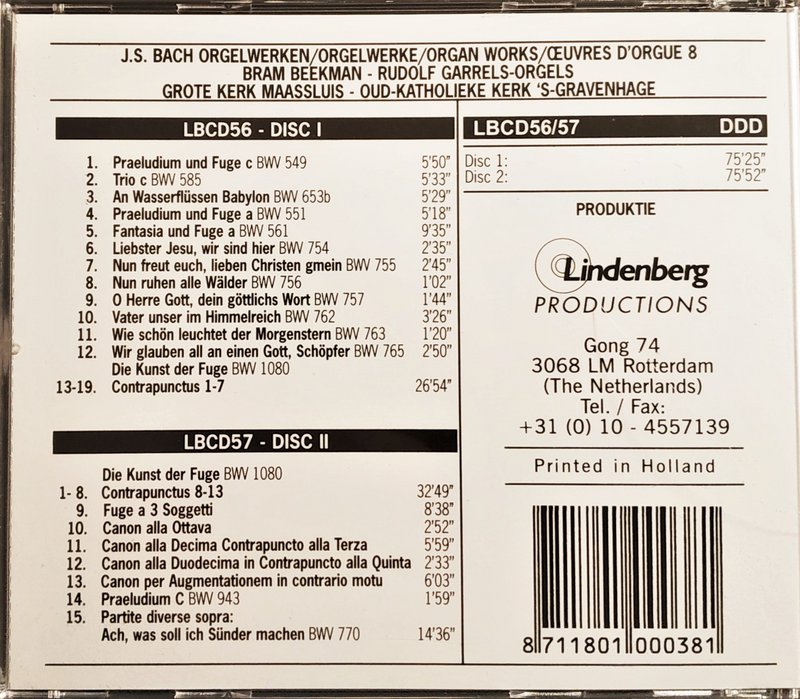 J.S. BACH ORGELWERKEN/ORGELWERKE/ORGAN WORKS/ŒUVRES D'ORGUE 8
BRAM BEEKMAN - RUDOLF GARRELS-ORGELS
GROTE KERK MAASSLUIS - OUD-KATHOLIEKE KERK 'S-GRAVENHAGE
LBCD56 - DISC I
1. Praeludium und Fuge c BWV 549 5'50"
2. Trio c BWV 585 5'33"
3. An Wasserflüssen Babylon BWV 653b 5'29"
4. Praeludium und Fuge a BWV 551 5'18"
5. Fantasia und Fuge a BWV 561 9'35"
6. Liebster Jesu, wir sind hier BWV 754 2'35"
7. Nun freut euch, lieben Christen gmein BWV 755 2'45"
8. Nun ruhen alle Wälder BWV 756 1'02"
9. O Herre Gott, dein göttlichs Wort BWV 757 1'44"
10. Vater unser im Himmelreich BWV 762 3'26"
11. Wie schön leuchtet der Morgenstern BWV 763 1'20"
12. Wir glauben all an einen Gott, Schöpfer BWV 765 2'50"
Die Kunst der Fuge BWV 1080
13-19. Contrapunctus 1-7 26'54"
LBCD57 - DISC II
Die Kunst der Fuge BWV 1080
1- 8. Contrapunctus 8-13 32'49"
9. Fuge a 3 Soggetti 8'38"
10. Canon alla Ottava 2'52"
11. Canon alla Decima Contrapuncto alla Terza 5'59"
12. Canon alla Duodecima in Contrapuncto alla Quinta 2'33"
13. Canon per Augmentationem in contrario motu 6'03"
14. Praeludium C BWV 943 1'59"
15. Partite diverse sopra:
Ach, was soll ich Sünder machen BWV 770 14'36"
LBCD56/57 DDD
Disc 1: 75'25"
Disc 2: 75'52"
PRODUKTIE
Lindenberg
PRODUCTIONS
Gong 74
3068 LM Rotterdam
(The Netherlands)
Tel. / Fax:
+31 (0) 10 - 4557139
Printed in Holland
8 711801 000381